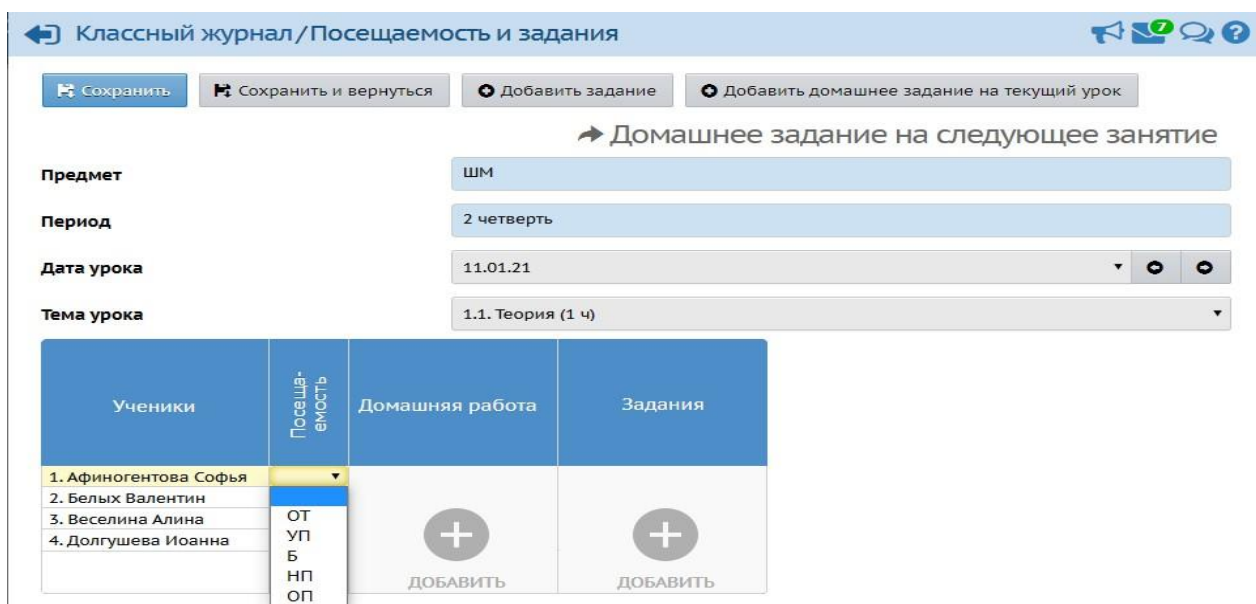 Классный журнал/Посещаемость и задания
7
?
Сохранить
Сохранить и вернуться
Добавить задание
Добавить домашнее задание на текущий урок
Домашнее задание на следующее занятие
Предмет
ШМ
Период
2 четверть
Дата урока
11.01.21
Тема урока
1.1. Теория (1 ч)
Ученики
Посеща-
емость
Домашняя работа
Задания
1. Афиногентова Софья
2. Белых Валентин
3. Веселина Алина
4. Долгушева Иоанна
ОТ
УП
Б
НП
ОП
ДОБАВИТЬ
ДОБАВИТЬ